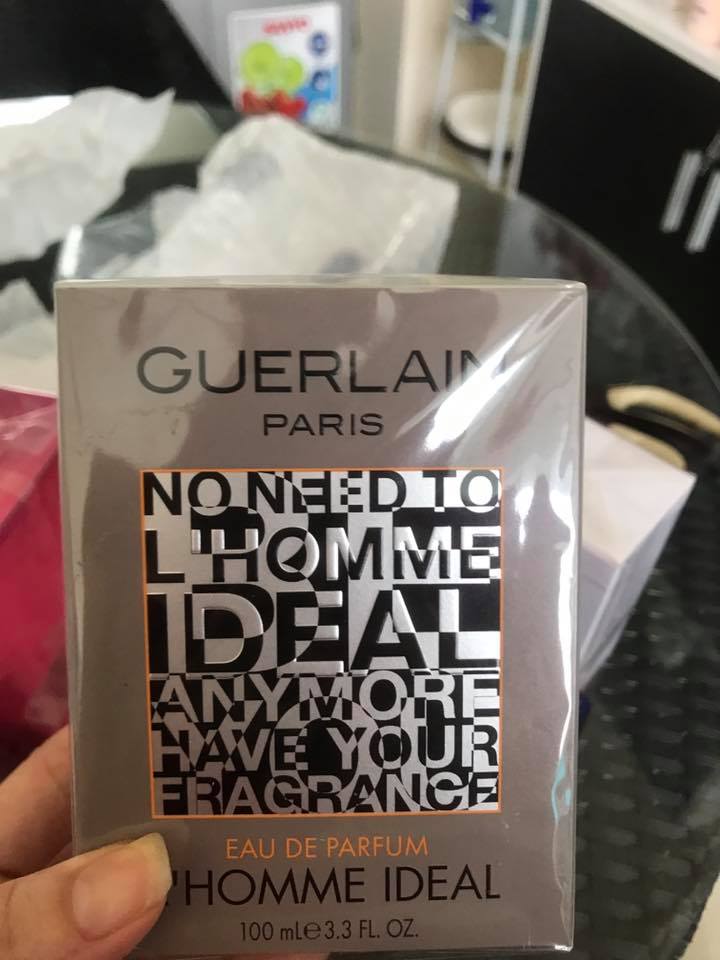 GUERLAIN
PARIS
NO NEED TO
L'HOMME
IDEAL
ANYMORE
HAVE YOUR
FRAGRANCE
EAU DE PARFUM
L'HOMME IDEAL
100 mL e 3.3 FL. OZ.